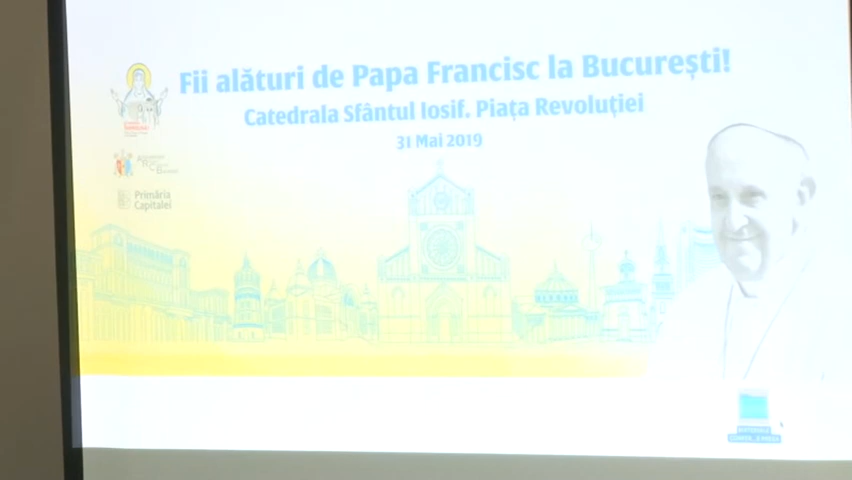 Fii alături de Papa Francisc la București!
Catedrala Sfântul Iosif. Piața Revoluției
31 Mai 2019
Primăria
Capitalei